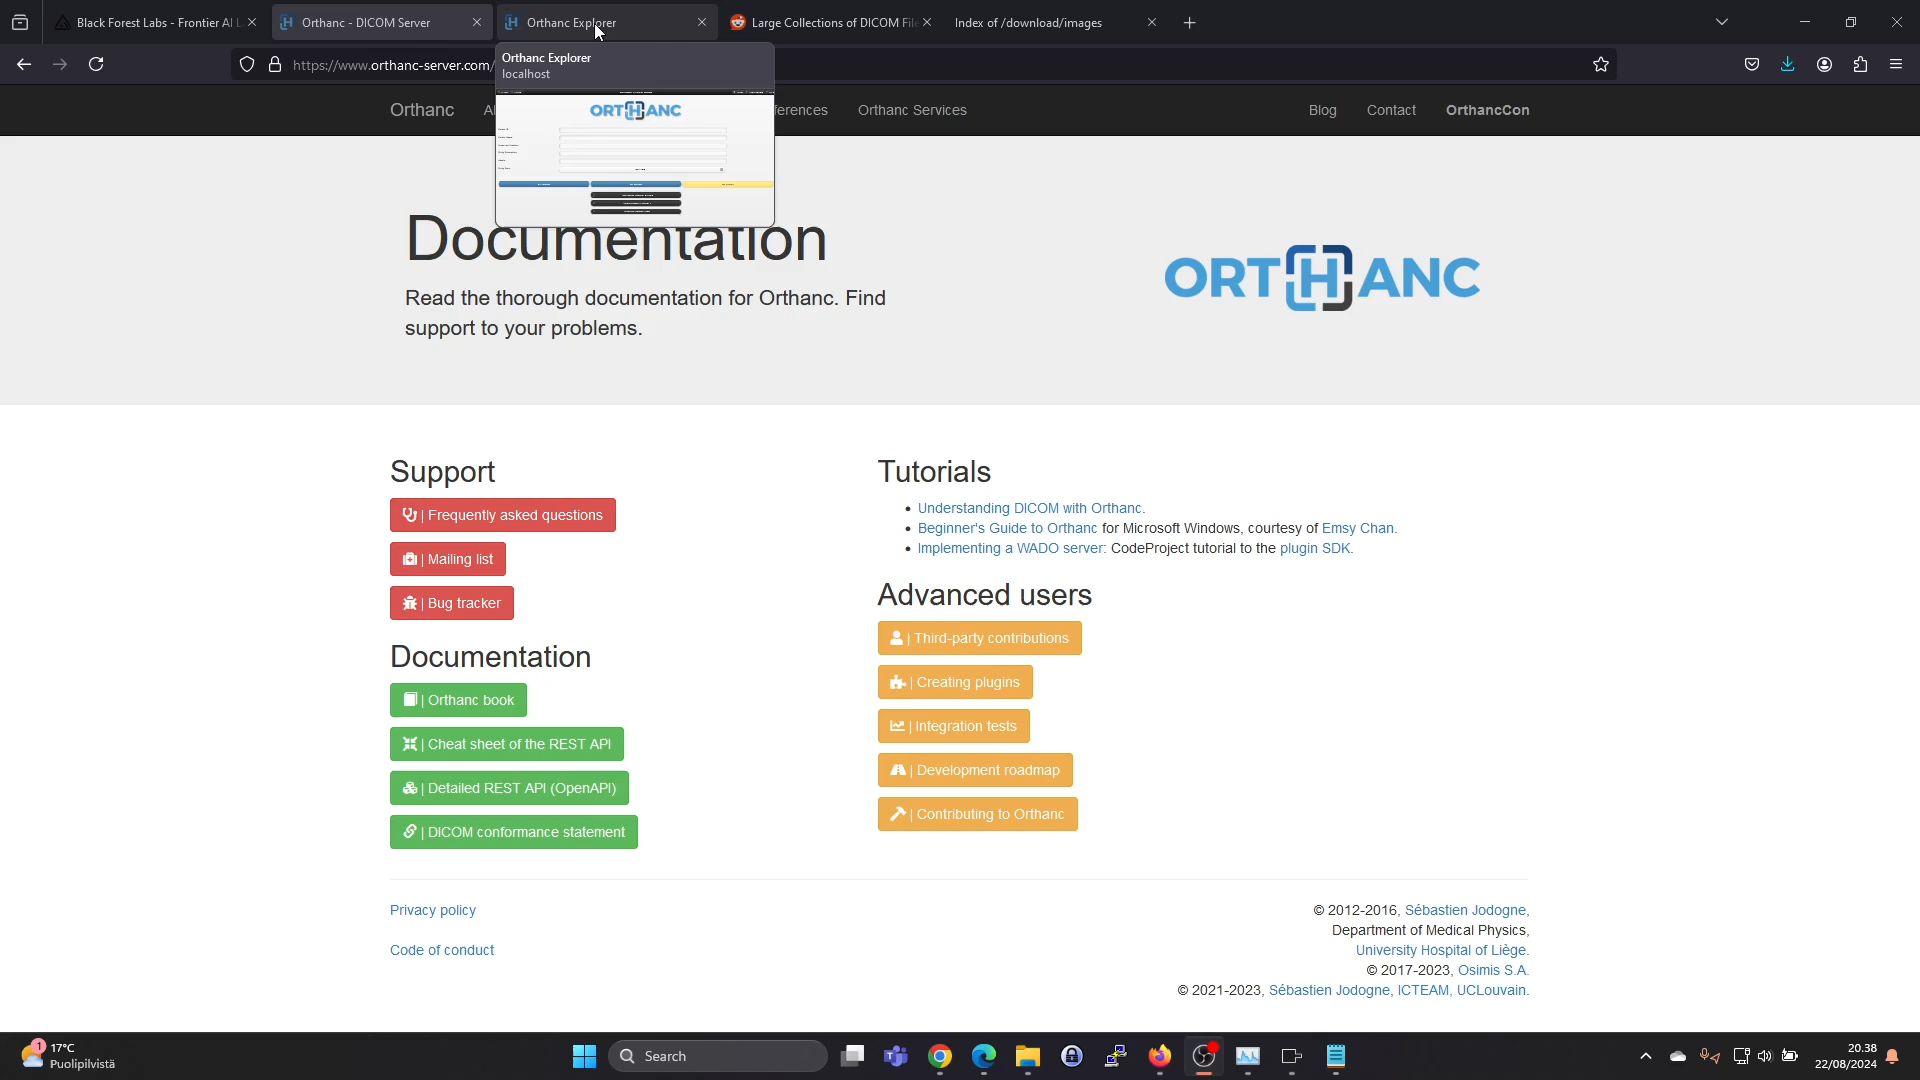 Black Forest Labs - Frontier AI L
Orthanc - DICOM Server
Orthanc Explorer
Large Collections of DICOM File
Index of /download/images
https://www.orthanc-server.com/
Orthanc Explorer
localhost
ORTHANC
Orthanc
Al
ferences
Orthanc Services
Blog
Contact
OrthancCon
Documentation
Read the thorough documentation for Orthanc. Find
support to your problems.
ORTHANC
Support
| Frequently asked questions
| Mailing list
| Bug tracker
Documentation
| Orthanc book
| Cheat sheet of the REST API
| Detailed REST API (OpenAPI)
| DICOM conformance statement
Tutorials
• Understanding DICOM with Orthanc.
• Beginner's Guide to Orthanc for Microsoft Windows, courtesy of Emsy Chan.
• Implementing a WADO server: CodeProject tutorial to the plugin SDK.
Advanced users
| Third-party contributions
| Creating plugins
| Integration tests
| Development roadmap
| Contributing to Orthanc
Privacy policy
Code of conduct
© 2012-2016, Sébastien Jodogne,
Department of Medical Physics,
University Hospital of Liège.
© 2017-2023, Osimis S.A.
© 2021-2023, Sébastien Jodogne, ICTEAM, UCLouvain.
1
17°C
Puolipilvistä
Search
20.38
22/08/2024